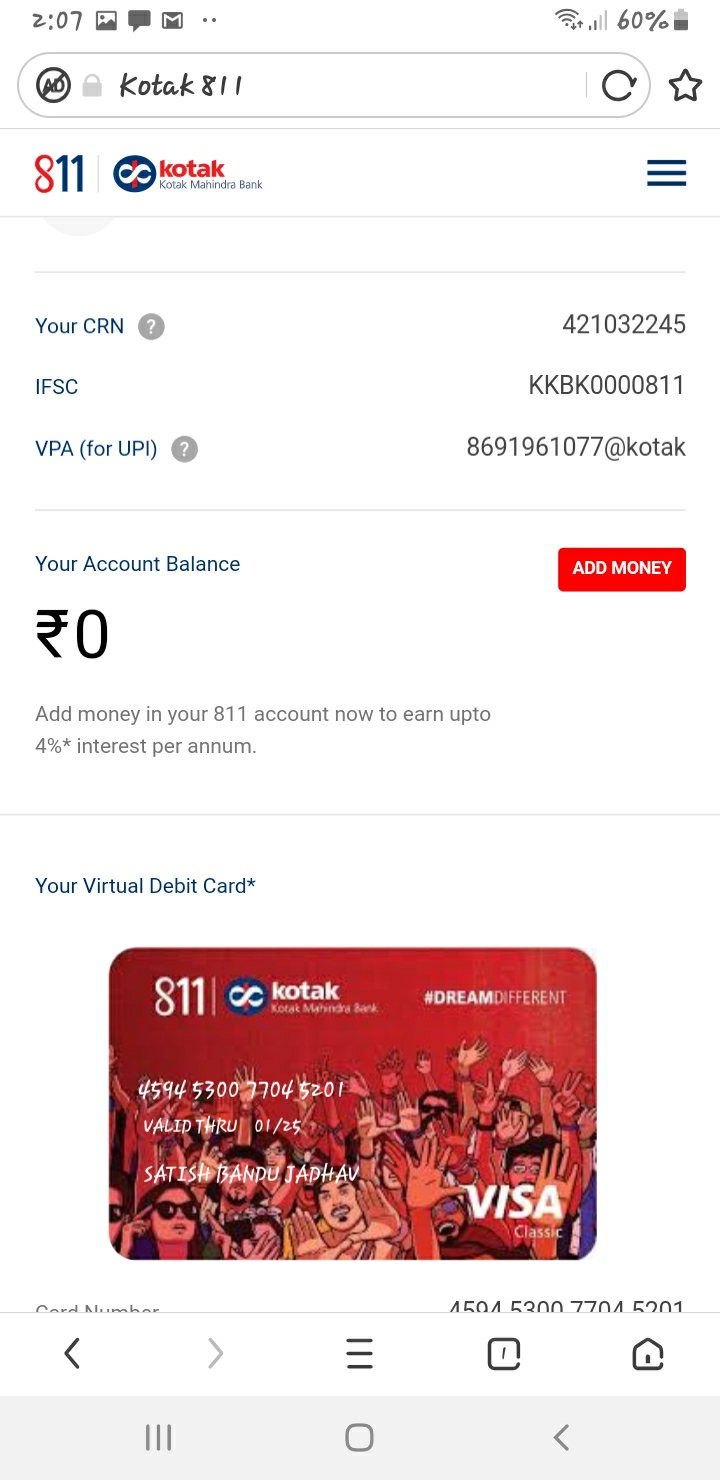 2:07 60%
Kotak 811
811 kotak
Kotak Mahindra Bank
Your CRN ? 421032245
IFSC KKBK0000811
VPA (for UPI) ? 8691961077@kotak
Your Account Balance ADD MONEY
₹0
Add money in your 811 account now to earn upto
4%* interest per annum.
Your Virtual Debit Card*
811 kotak #DREAMDIFFERENT
Kotak Mahindra Bank
4594 5300 7704 5201
VALID THRU 01/25
SATISH BANDU JADHAV
VISA
Classic
Card Number 4594 5300 7704 5201
1